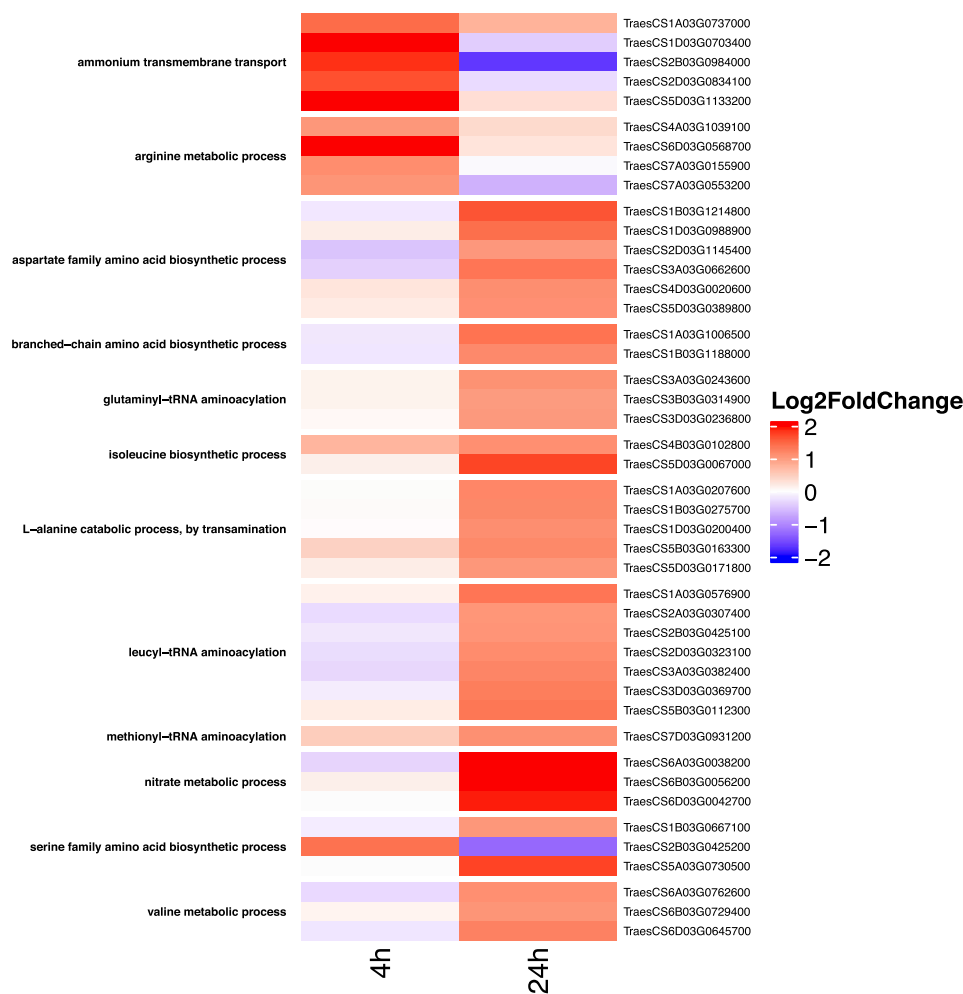 TraesCS1A03G0737000
TraesCS1D03G0703400
ammonium transmembrane transport
TraesCS2B03G0984000
TraesCS2D03G0834100
TraesCS5D03G1133200
TraesCS4A03G1039100
arginine metabolic process
TraesCS6D03G0568700
TraesCS7A03G0155900
TraesCS7A03G0553200
TraesCS1B03G1214800
TraesCS1D03G0988900
aspartate family amino acid biosynthetic process
TraesCS2D03G1145400
TraesCS3A03G0662600
TraesCS4D03G0020600
TraesCS5D03G0389800
branched−chain amino acid biosynthetic process
TraesCS1A03G1006500
TraesCS1B03G1188000
glutaminyl−tRNA aminoacylation
TraesCS3A03G0243600
TraesCS3B03G0314900
TraesCS3D03G0236800
isoleucine biosynthetic process
TraesCS4B03G0102800
TraesCS5D03G0067000
L−alanine catabolic process, by transamination
TraesCS1A03G0207600
TraesCS1B03G0275700
TraesCS1D03G0200400
TraesCS5B03G0163300
TraesCS5D03G0171800
leucyl−tRNA aminoacylation
TraesCS1A03G0576900
TraesCS2A03G0307400
TraesCS2B03G0425100
TraesCS2D03G0323100
TraesCS3A03G0382400
TraesCS3D03G0369700
TraesCS5B03G0112300
methionyl−tRNA aminoacylation
TraesCS7D03G0931200
nitrate metabolic process
TraesCS6A03G0038200
TraesCS6B03G0056200
TraesCS6D03G0042700
serine family amino acid biosynthetic process
TraesCS1B03G0667100
TraesCS2B03G0425200
TraesCS5A03G0730500
valine metabolic process
TraesCS6A03G0762600
TraesCS6B03G0729400
TraesCS6D03G0645700
4h
24h
Log2FoldChange
2
1
0
−1
−2